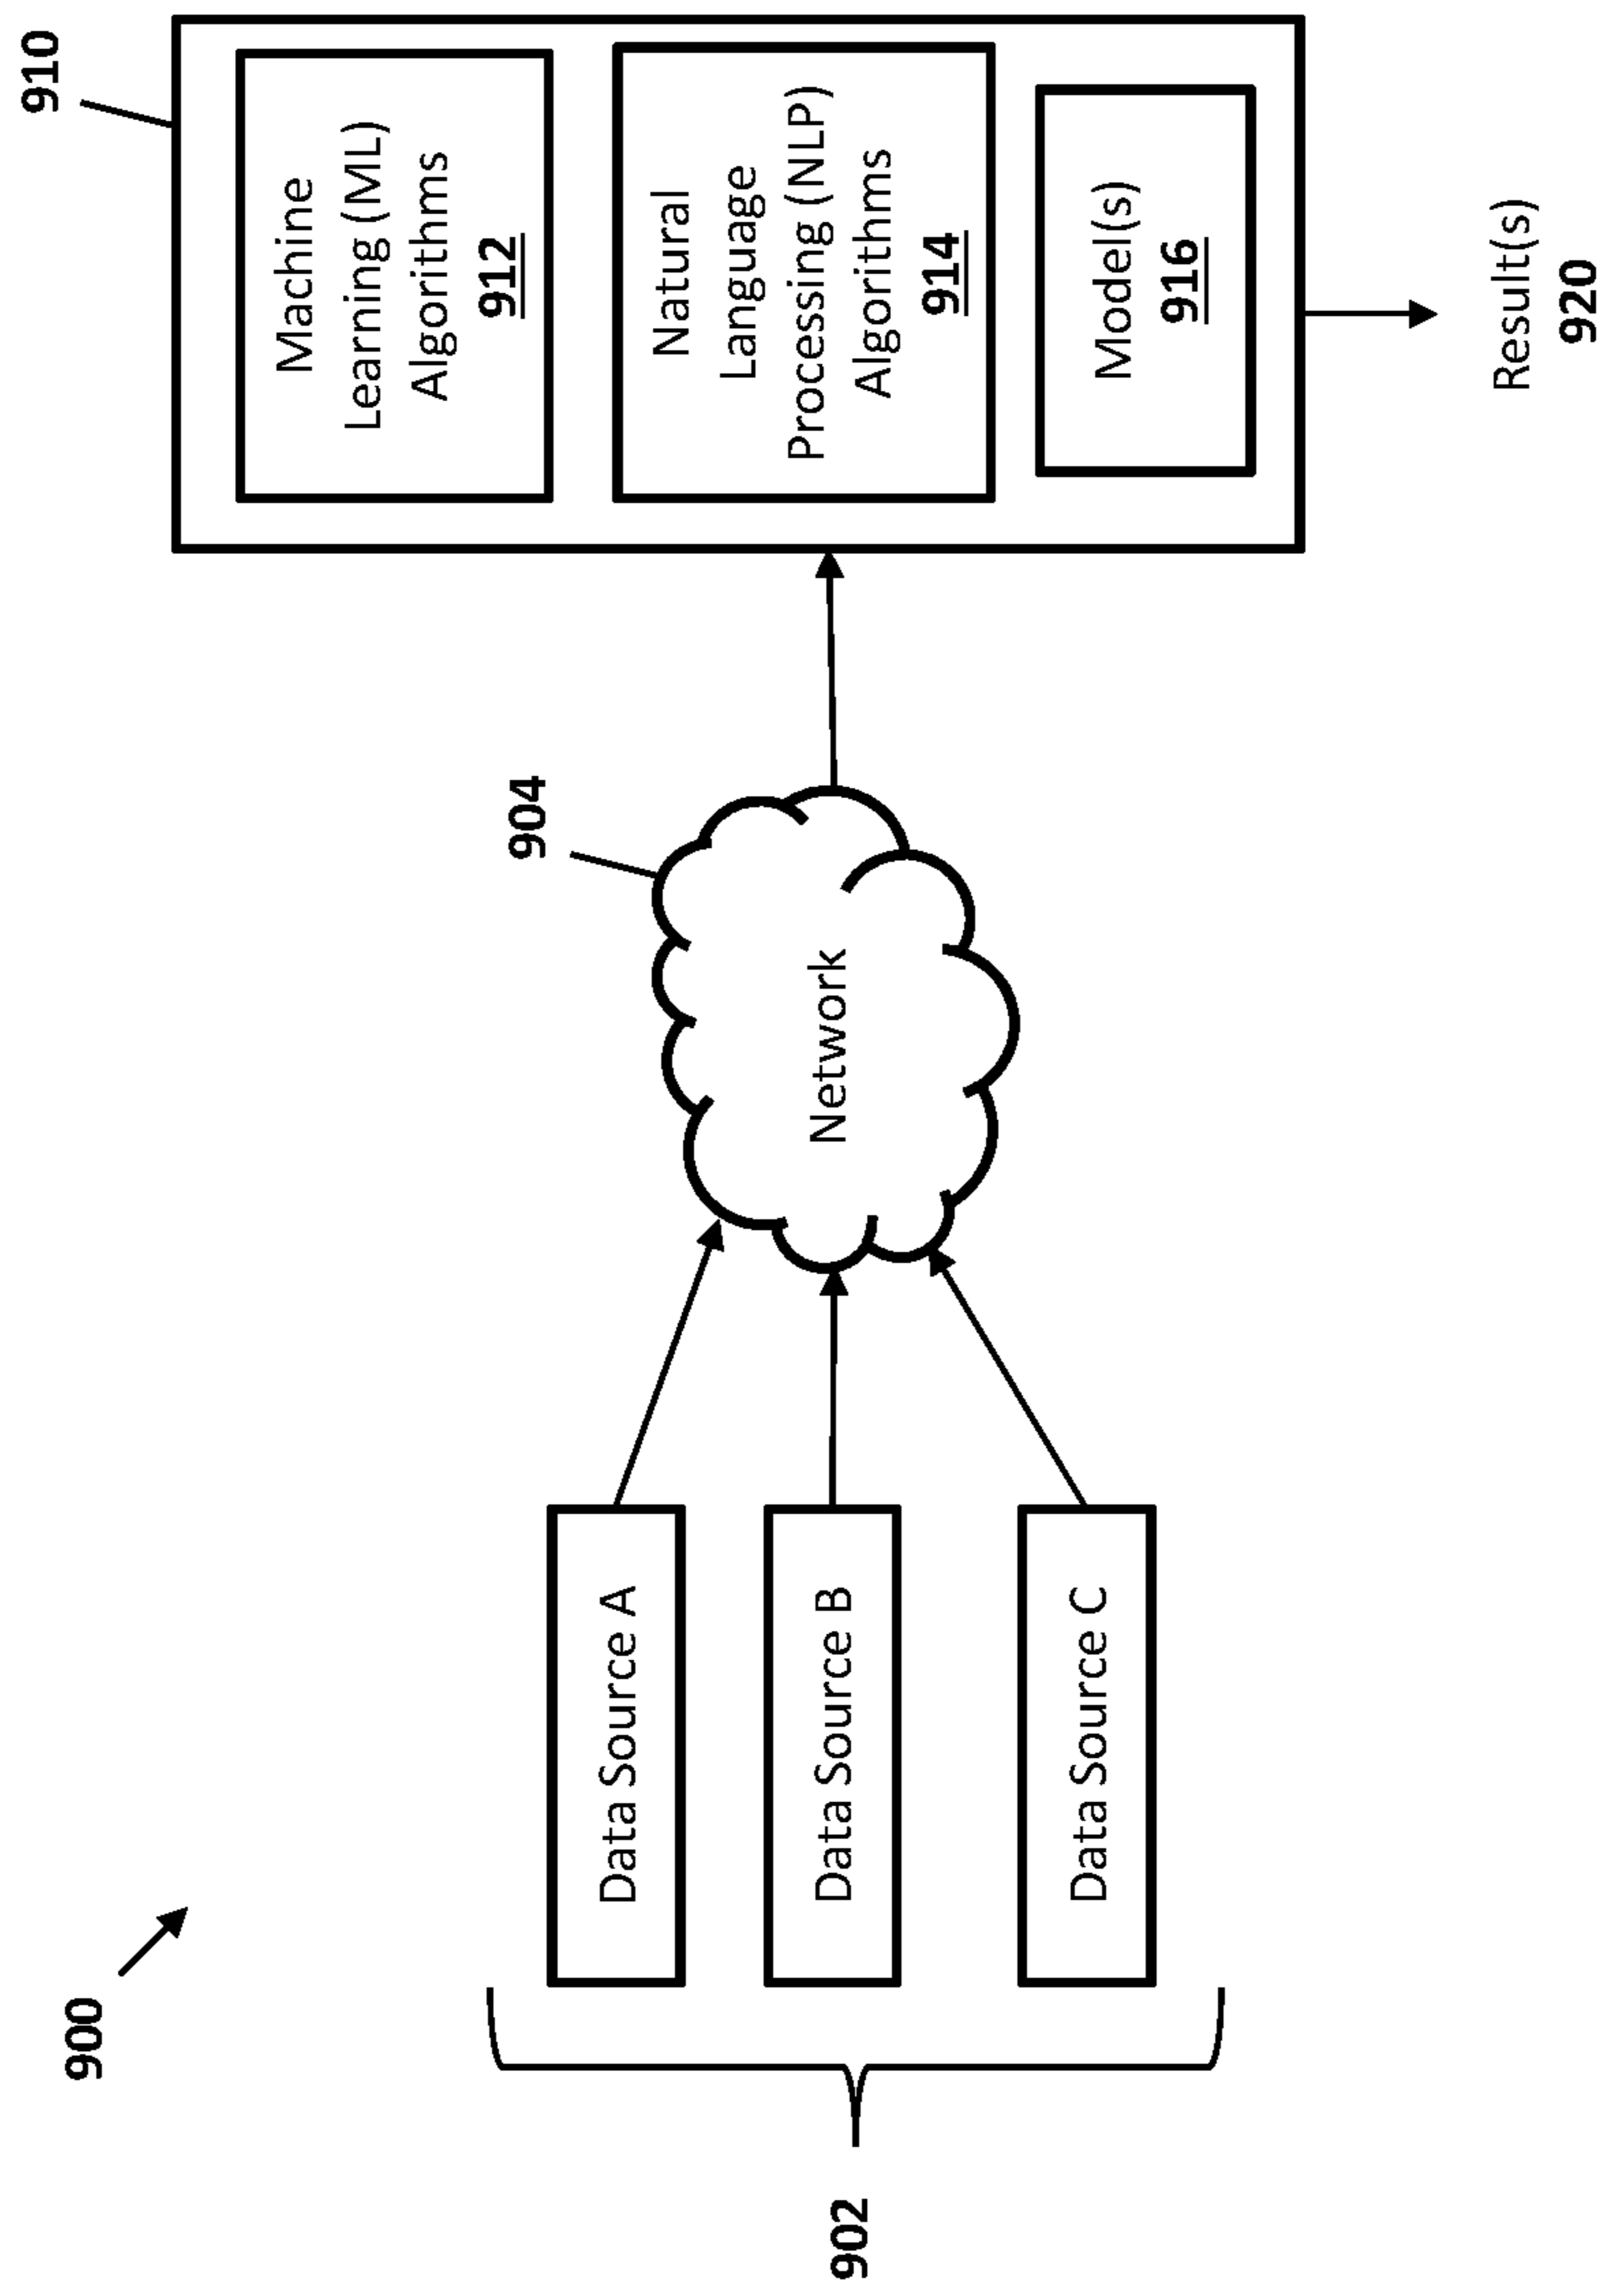 900
902
Data Source A
Data Source B
Data Source C
904
Network
910
Machine
Learning (ML)
Algorithms
912
Natural
Language
Processing (NLP)
Algorithms
914
Model(s)
916
Result(s)
920